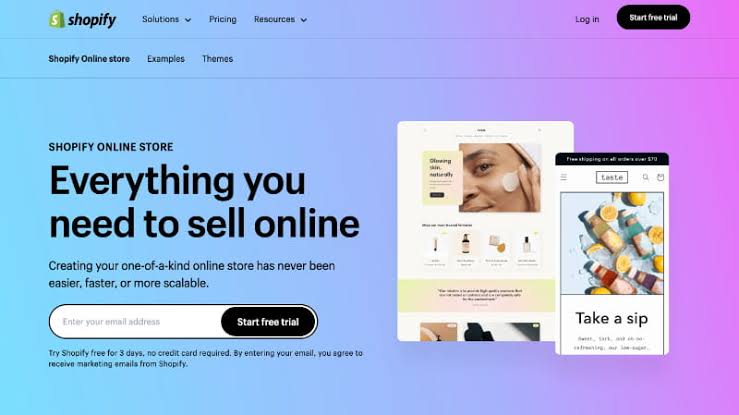 shopify
Solutions
Pricing
Resources
Log in
Start free trial
Shopify Online store
Examples
Themes
SHOPIFY ONLINE STORE
Everything you
need to sell online
Creating your one-of-a-kind online store has never been
easier, faster, or more scalable.
Enter your email address
Start free trial
Try Shopify free for 3 days, no credit card required. By entering your email, you agree to
receive marketing emails from Shopify.
Glowing
skin,
naturally
Free shipping on all orders over $70
taste
Take a sip
Sweet, tart, and oh-so-
refreshing, our low-sugar,